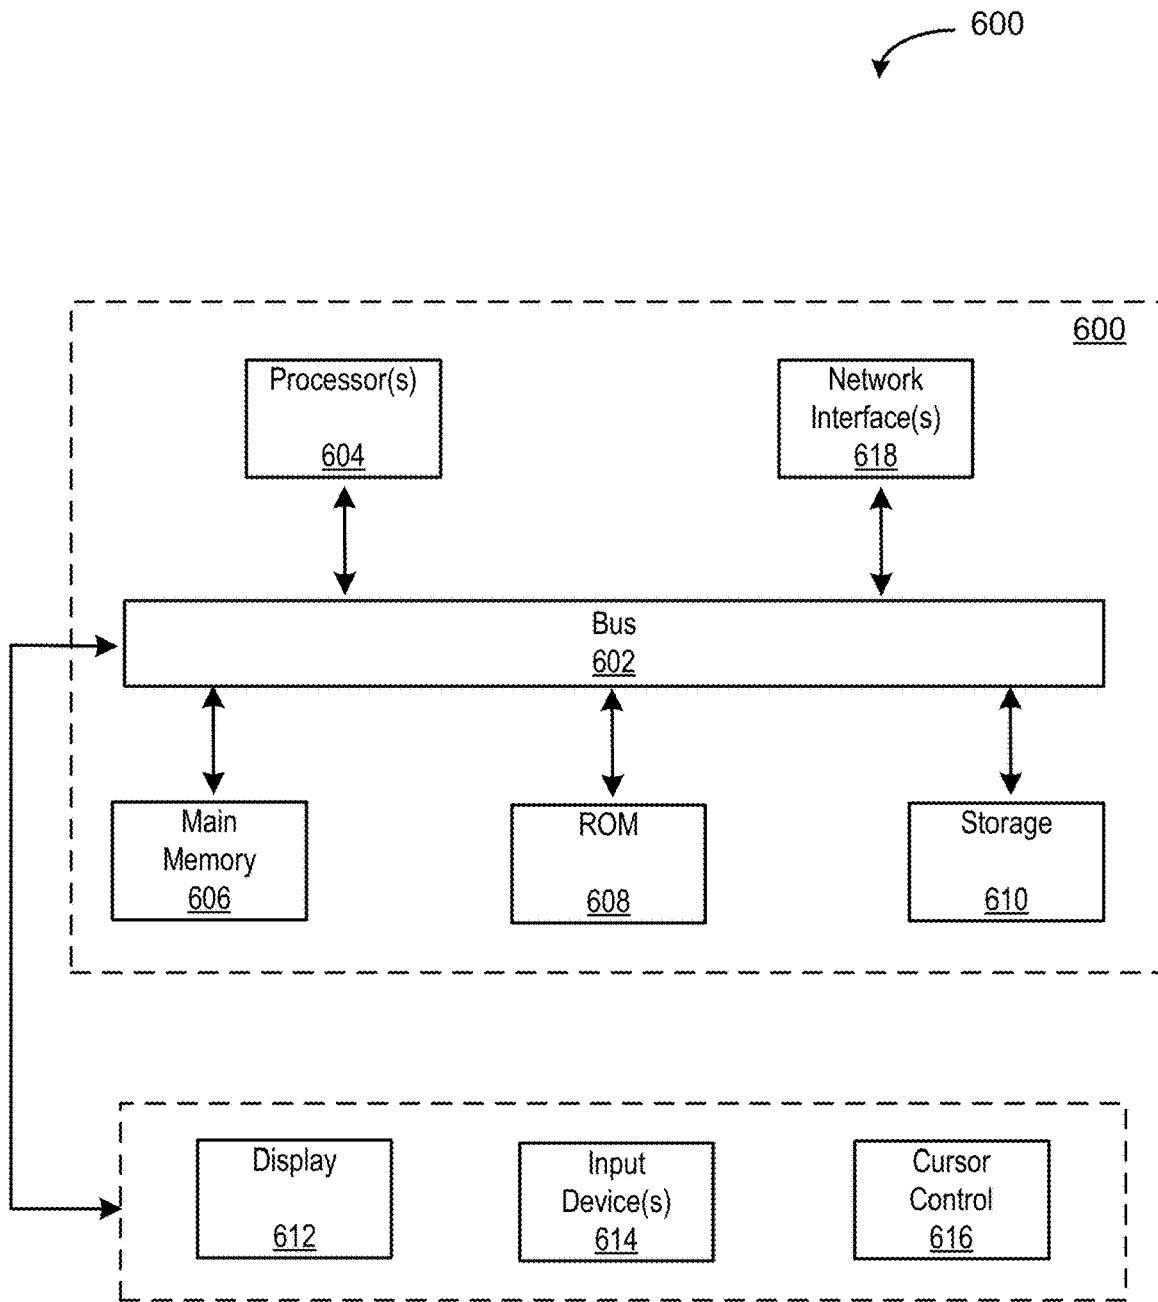 600
600
Processor(s)
604
Network
Interface(s)
618
Bus
602
Main
Memory
606
ROM
608
Storage
610
Display
612
Input
Device(s)
614
Cursor
Control
616